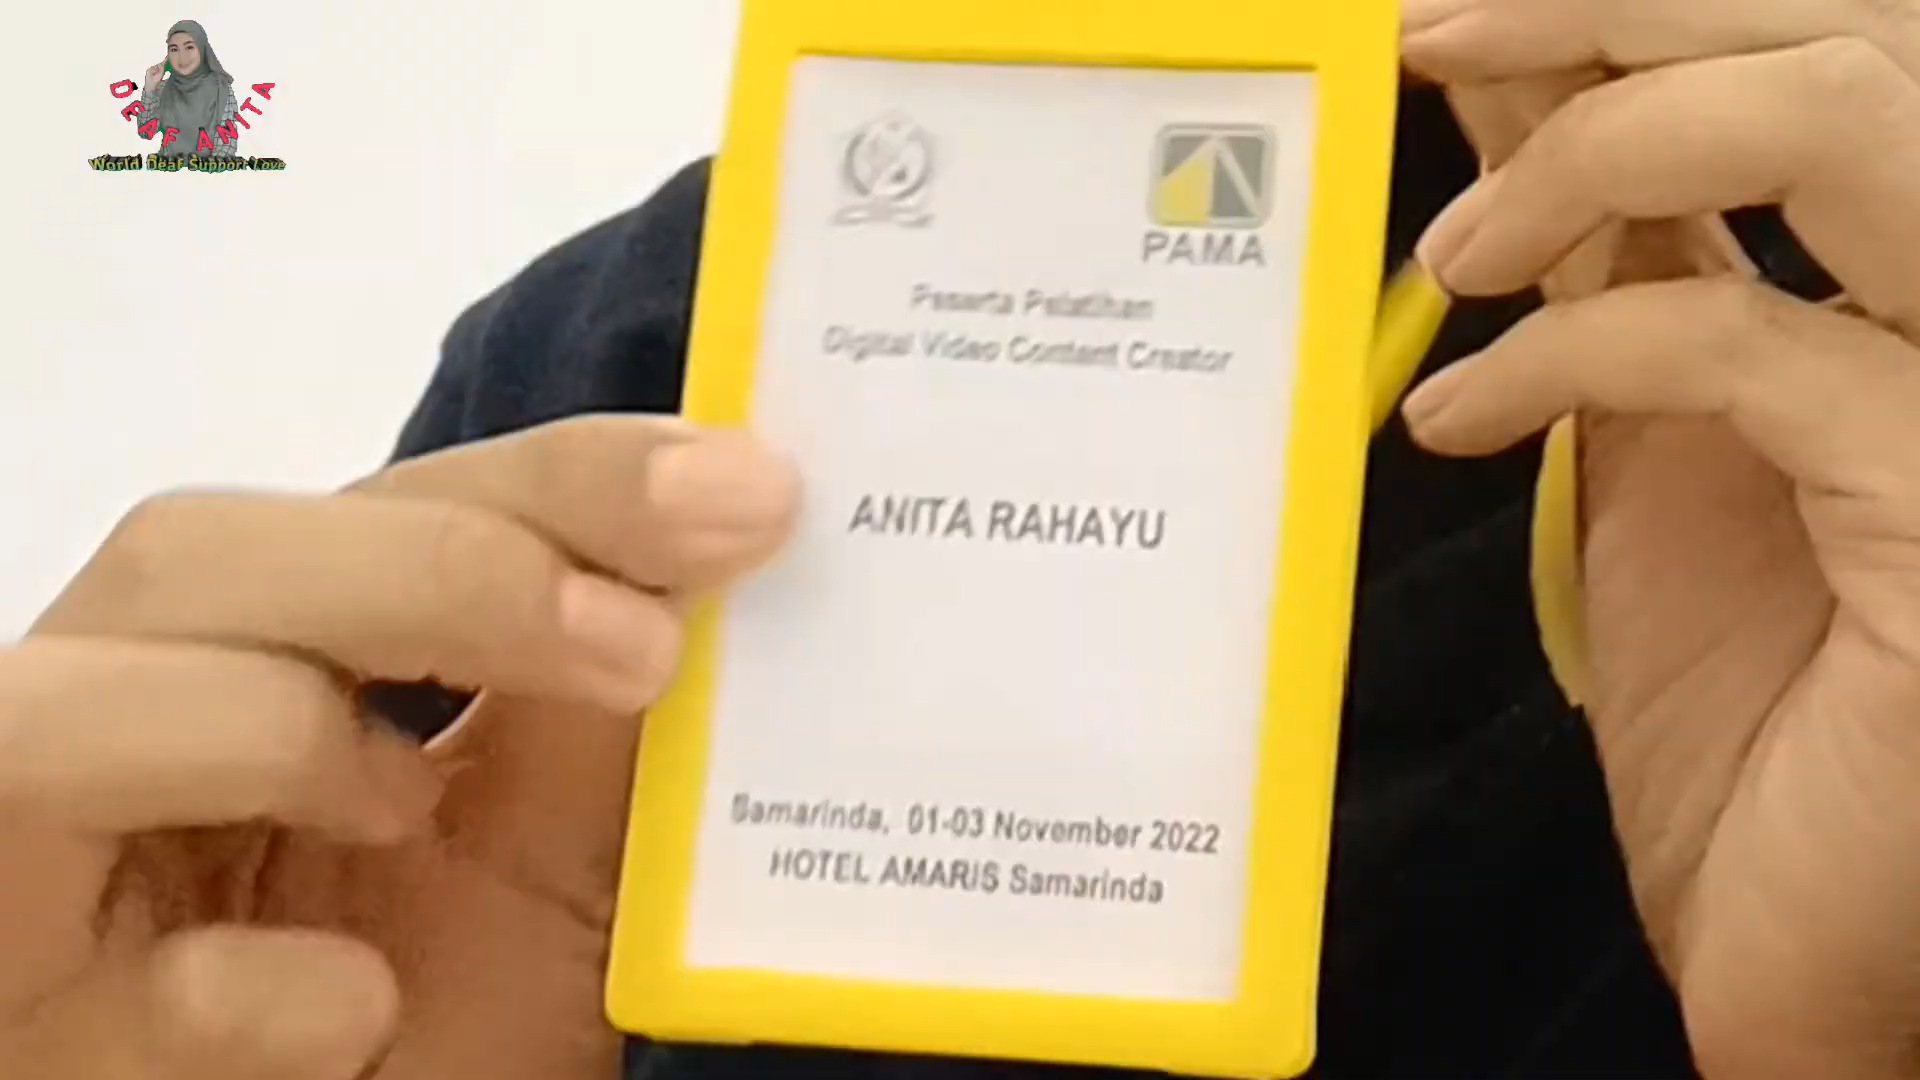 DEAF ANITA
World Deaf Support Love
PAMA
Peserta Pelatihan
Digital Video Content Creator
ANITA RAHAYU
Samarinda, 01-03 November 2022
HOTEL AMARIS Samarinda